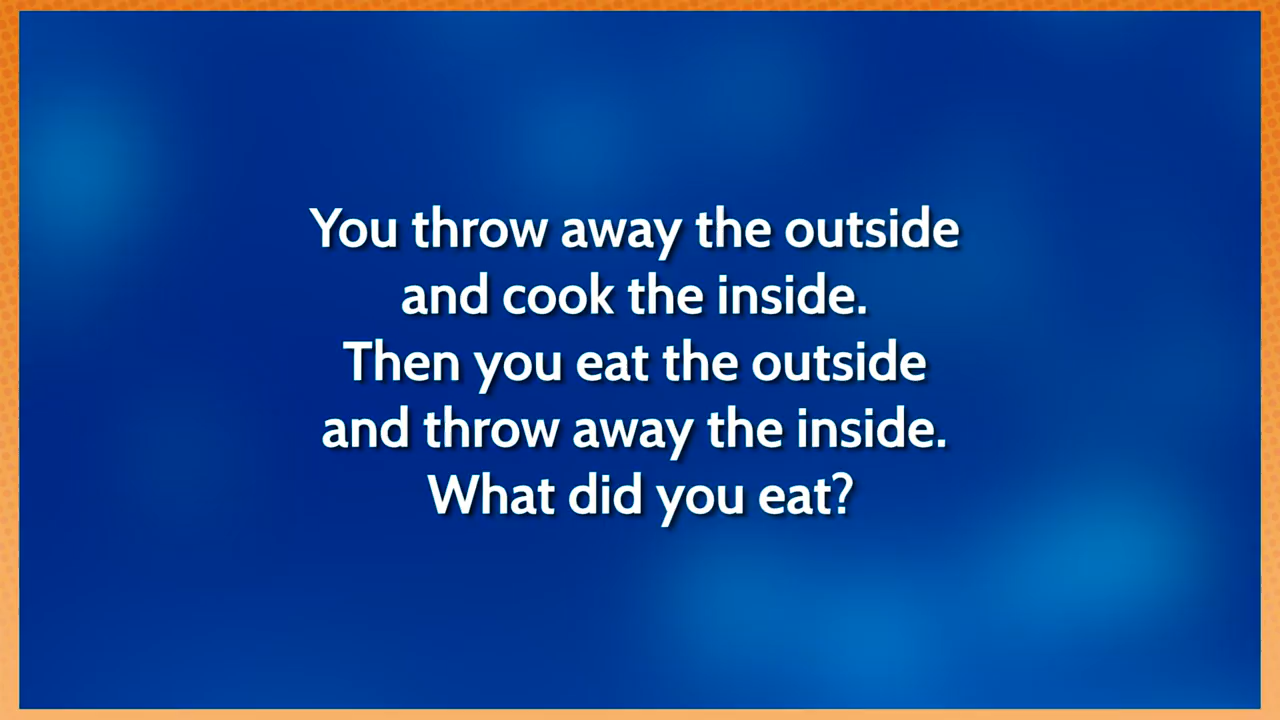 You throw away the outside
and cook the inside.
Then you eat the outside
and throw away the inside.
What did you eat?